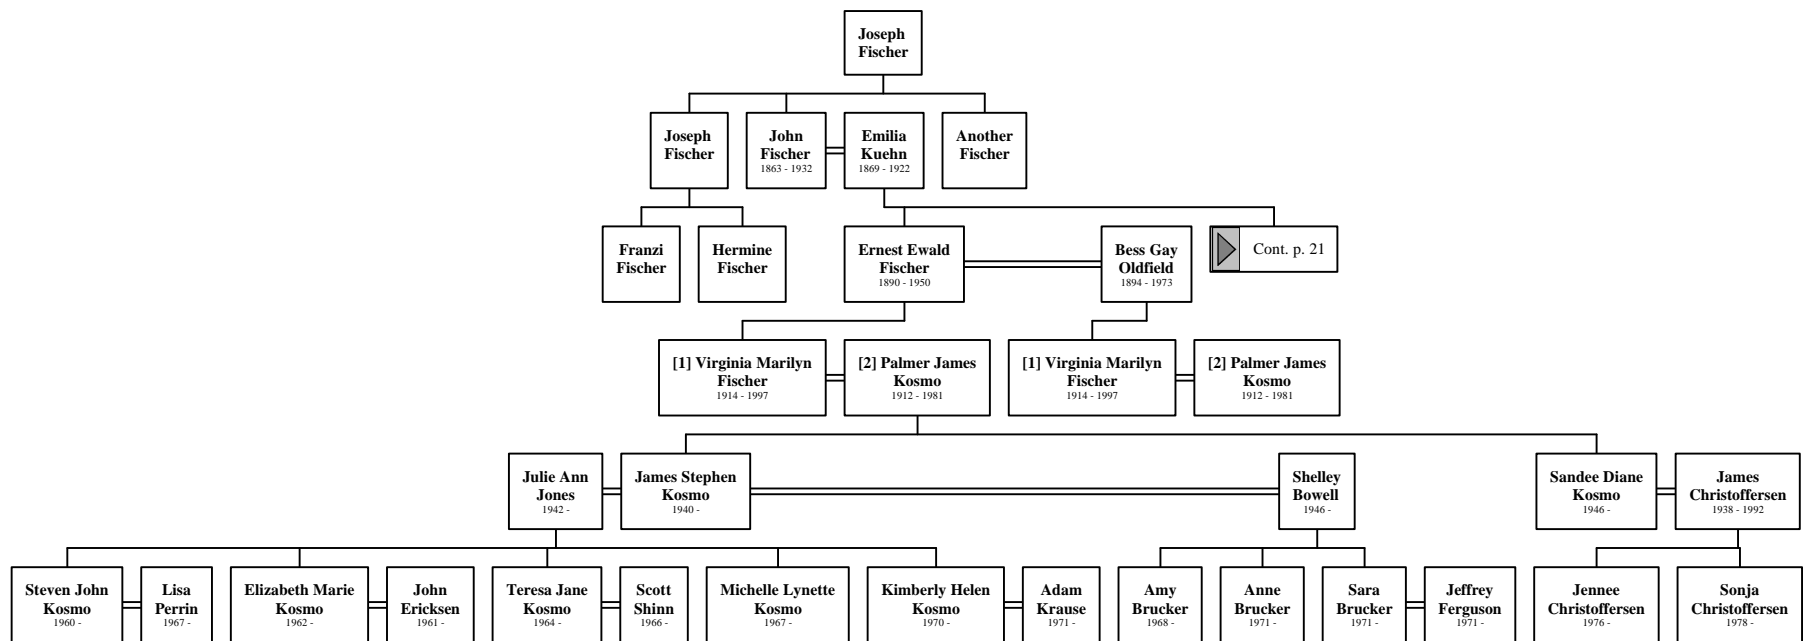 Joseph
Fischer
Joseph
Fischer
John
Fischer
1863 - 1932
Emilia
Kuehn
1869 - 1922
Another
Fischer
Franzi
Fischer
Hermine
Fischer
Ernest Ewald
Fischer
1890 - 1950
Bess Gay
Oldfield
1894 - 1973
Cont. p. 21
[1] Virginia Marilyn
Fischer
1914 - 1997
[2] Palmer James
Kosmo
1912 - 1981
[1] Virginia Marilyn
Fischer
1914 - 1997
[2] Palmer James
Kosmo
1912 - 1981
Julie Ann
Jones
1942 -
James Stephen
Kosmo
1940 -
Shelley
Bowell
1946 -
Sandee Diane
Kosmo
1946 -
James
Christoffersen
1938 - 1992
Steven John
Kosmo
1960 -
Lisa
Perrin
1967 -
Elizabeth Marie
Kosmo
1962 -
John
Ericksen
1961 -
Teresa Jane
Kosmo
1964 -
Scott
Shinn
1966 -
Michelle Lynette
Kosmo
1967 -
Kimberly Helen
Kosmo
1970 -
Adam
Krause
1971 -
Amy
Brucker
1968 -
Anne
Brucker
1971 -
Sara
Brucker
1971 -
Jeffrey
Ferguson
1971 -
Jennee
Christoffersen
1976 -
Sonja
Christoffersen
1978 -